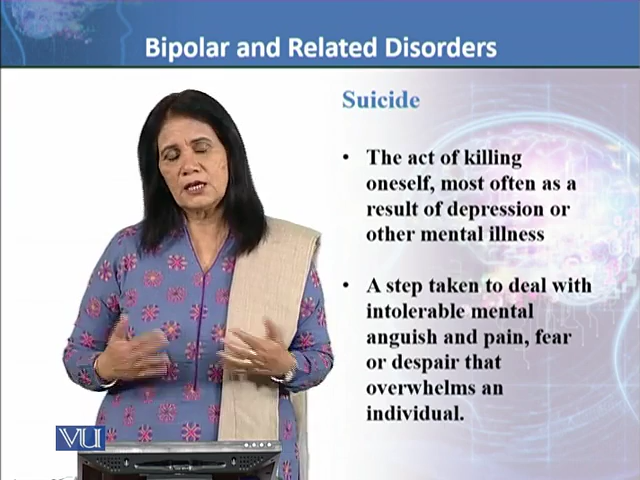 Bipolar and Related Disorders
Suicide
• The act of killing
oneself, most often as a
result of depression or
other mental illness
• A step taken to deal with
intolerable mental
anguish and pain, fear
or despair that
overwhelms an
individual.
VU